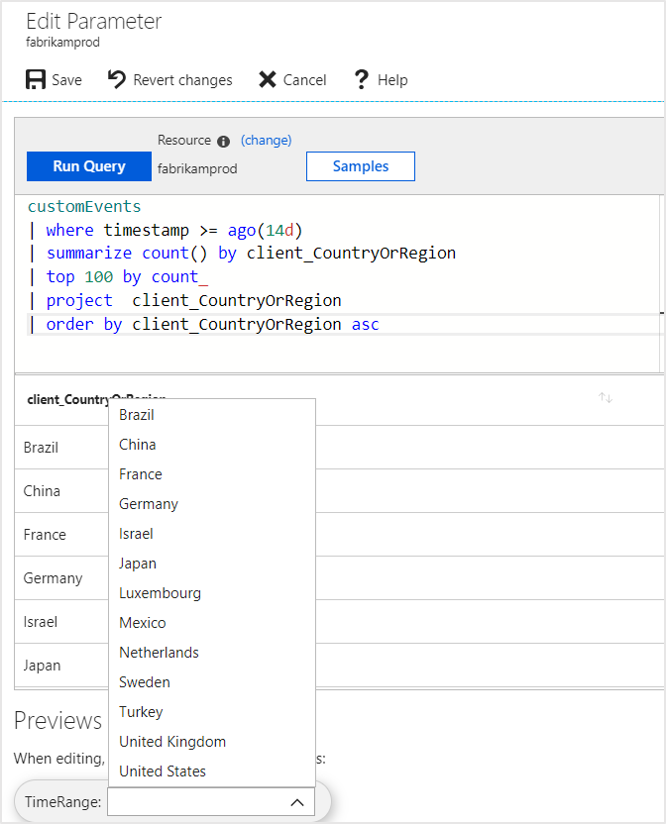 Edit Parameter
fabrikamprod
Save Revert changes Cancel Help
Resource (change)
Run Query fabrikamprod Samples
customEvents
| where timestamp >= ago(14d)
| summarize count() by client_CountryOrRegion
| top 100 by count_
| project  client_CountryOrRegion
| order by client_CountryOrRegion asc
client_CountryOrRegion
Brazil
China
France
Germany
Israel
Japan
Brazil
China
France
Germany
Israel
Japan
Luxembourg
Mexico
Netherlands
Sweden
Turkey
United Kingdom
United States
Previews
When editing, s:
TimeRange: